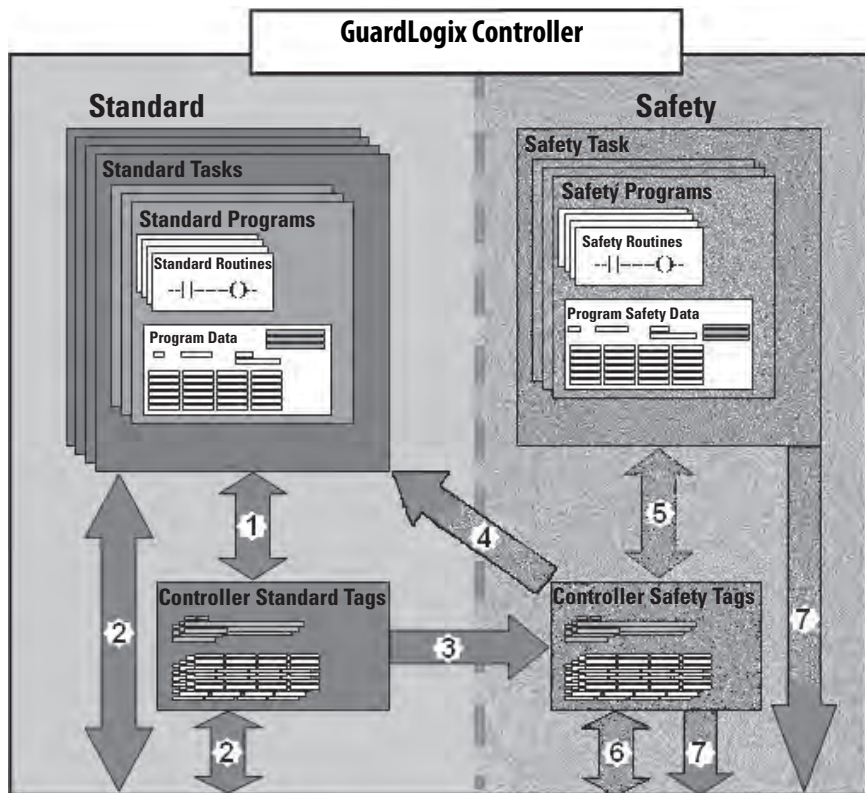 GuardLogix Controller
Standard
Safety
Standard Tasks
Safety Task
Standard Programs
Safety Programs
Standard Routines
Safety Routines
Program Data
Program Safety Data
1
5
4
2
7
Controller Standard Tags
Controller Safety Tags
3
2
6
7